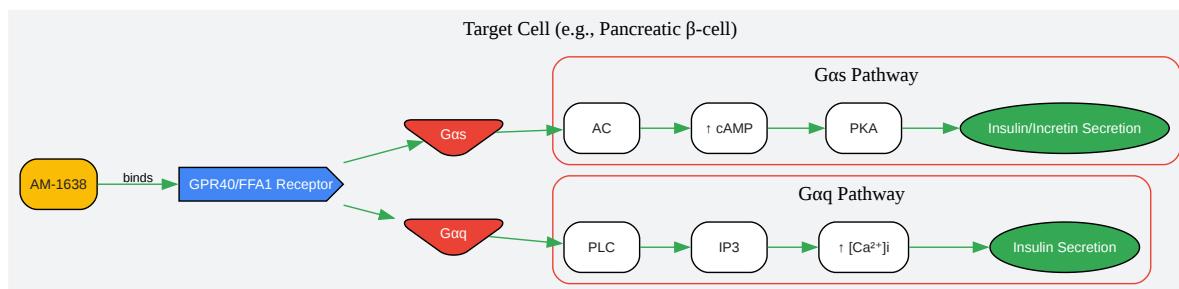 Target Cell (e.g., Pancreatic β-cell)
Gαs Pathway
Gαs
AC
↑ cAMP
PKA
Insulin/Incretin Secretion
AM-1638
binds
GPR40/FFA1 Receptor
Gαq Pathway
Gαq
PLC
IP3
↑ [Ca²⁺]i
Insulin Secretion